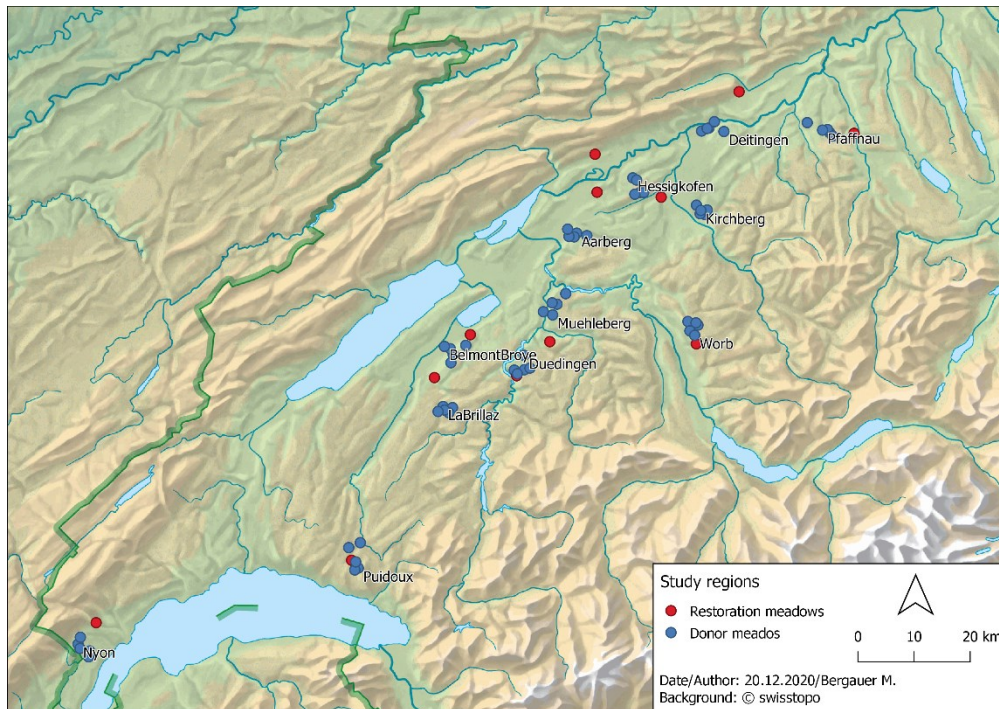 Deitingen
Pfaffnau
Hessigkofen
Kirchberg
Aarberg
Muehleberg
Worb
BelmontBroye
Duedingen
LaBrillaz
Puidoux
Nyon
Study regions
Restoration meadows
Donor meados
0 10 20 km
Date/Author: 20.12.2020/Bergauer M.
Background: © swisstopo